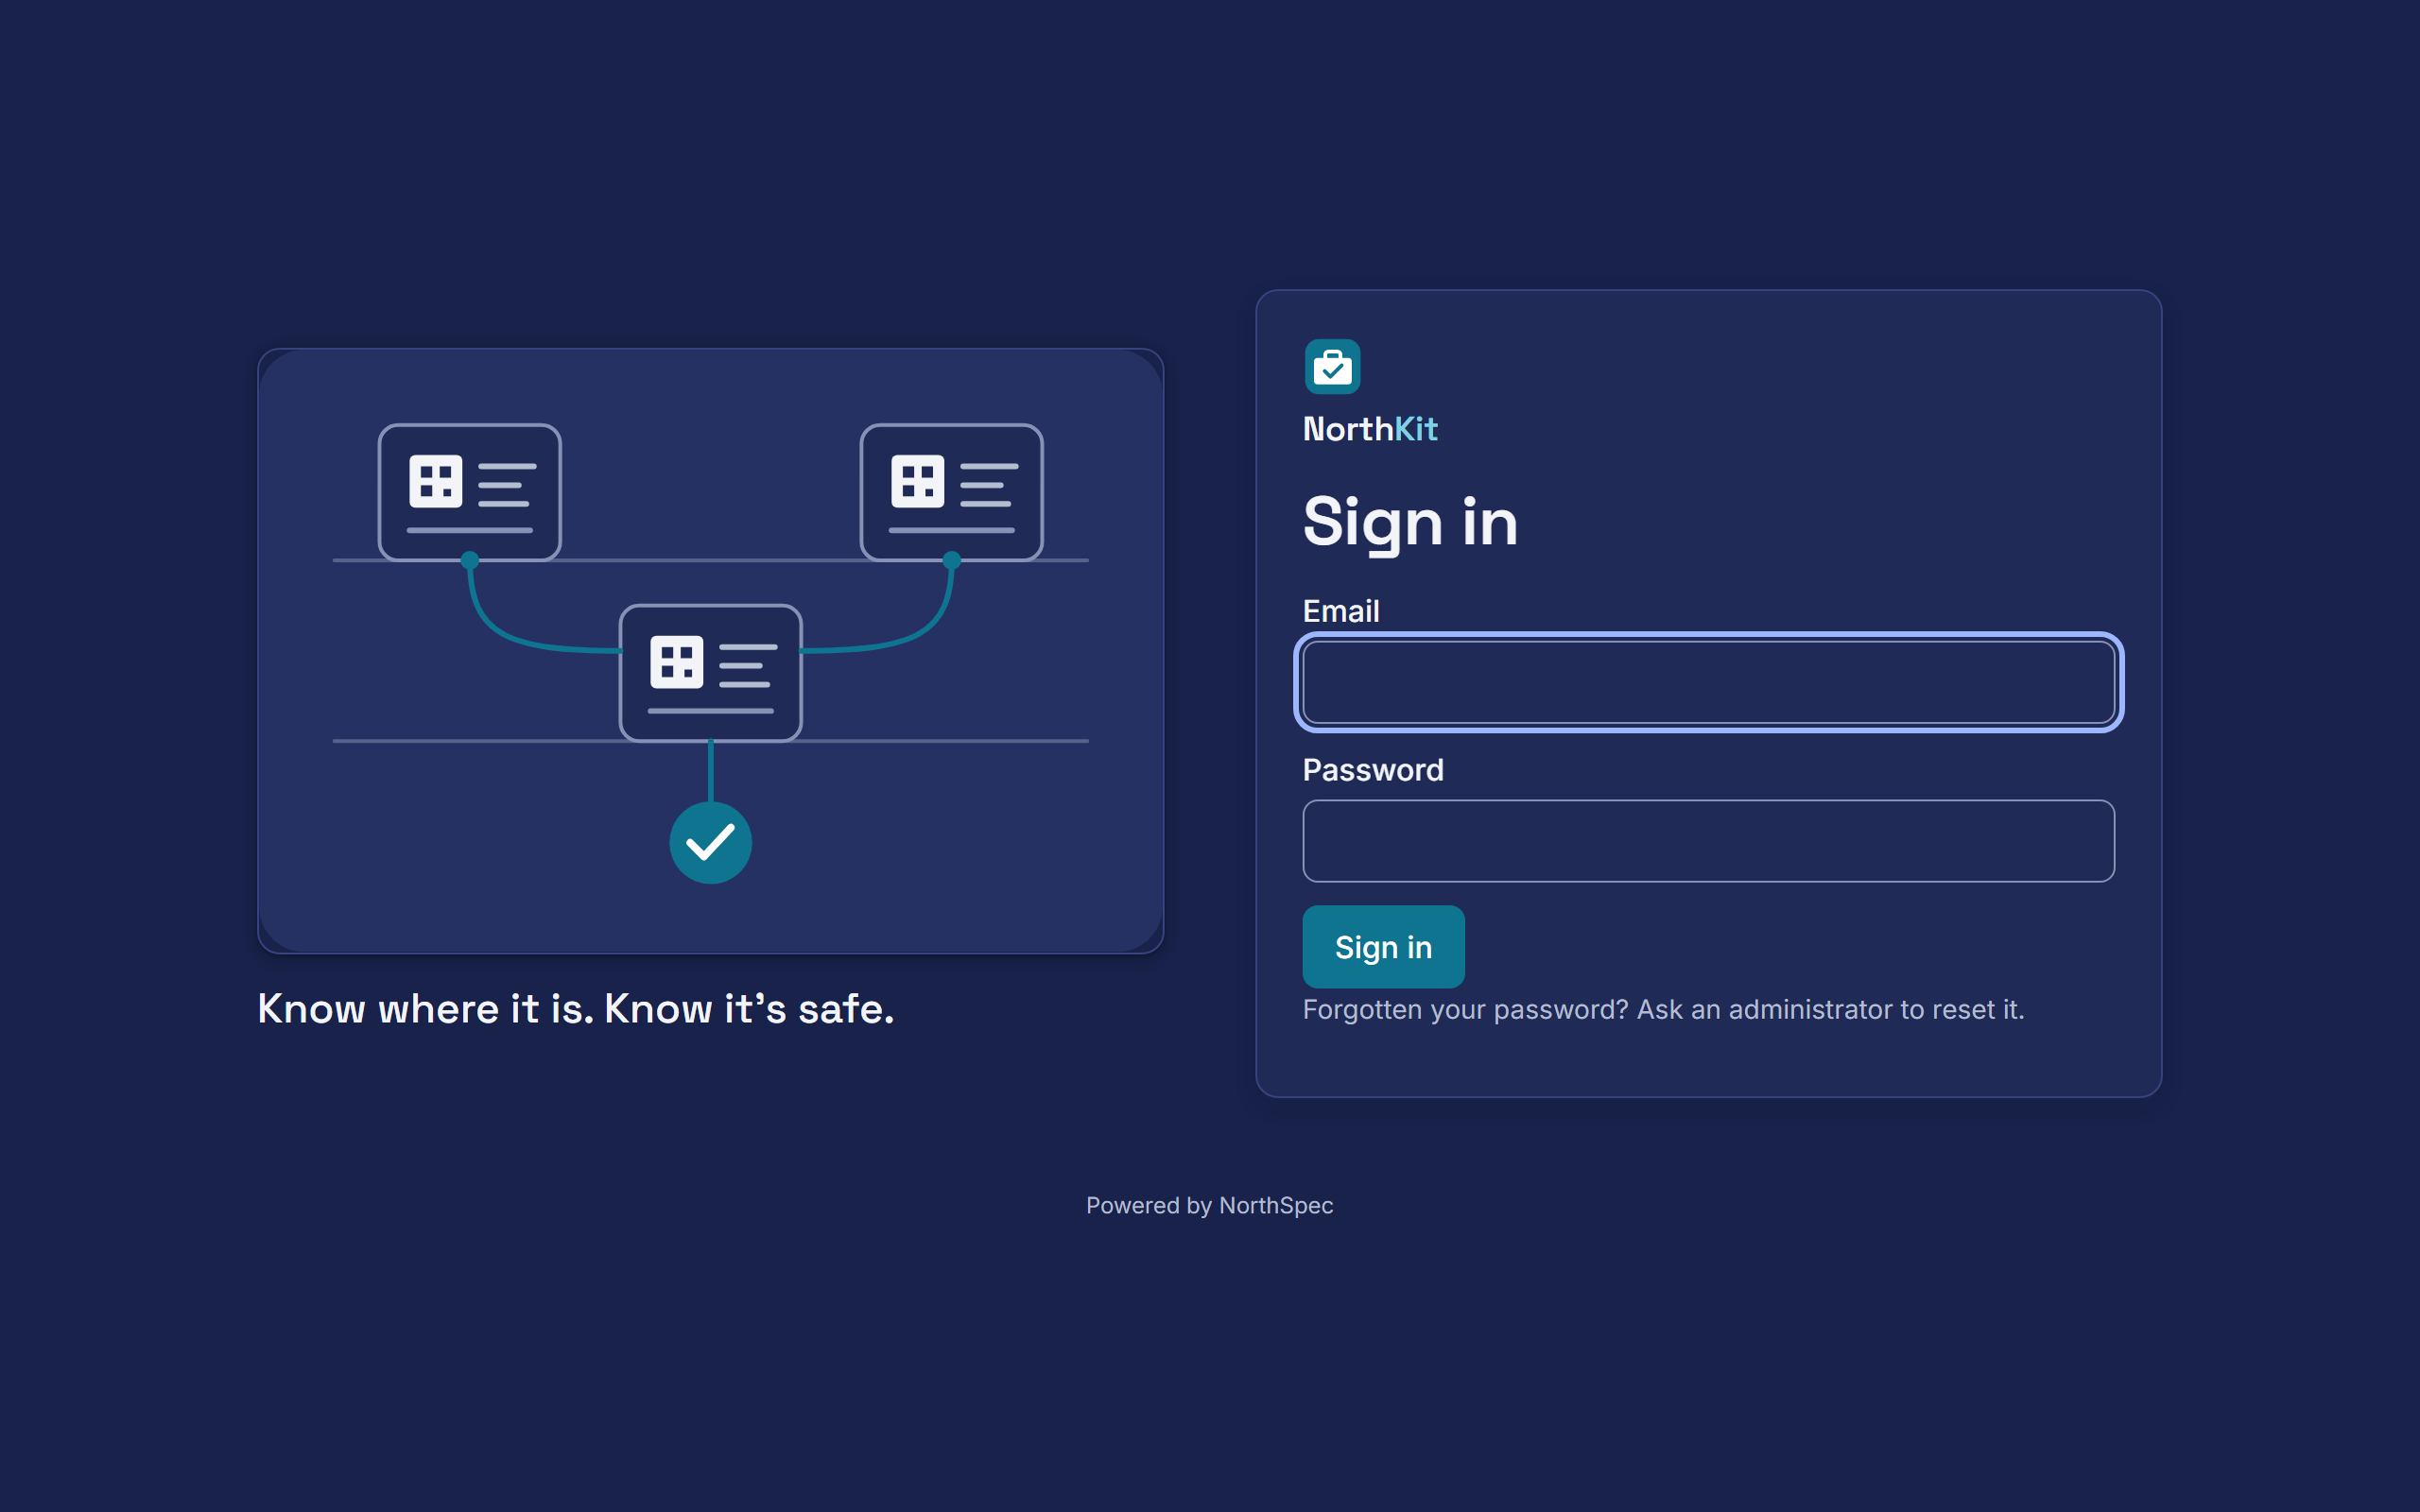 Know where it is. Know it’s safe.
NorthKit
Sign in
Email
Password
Sign in
Forgotten your password? Ask an administrator to reset it.
Powered by NorthSpec